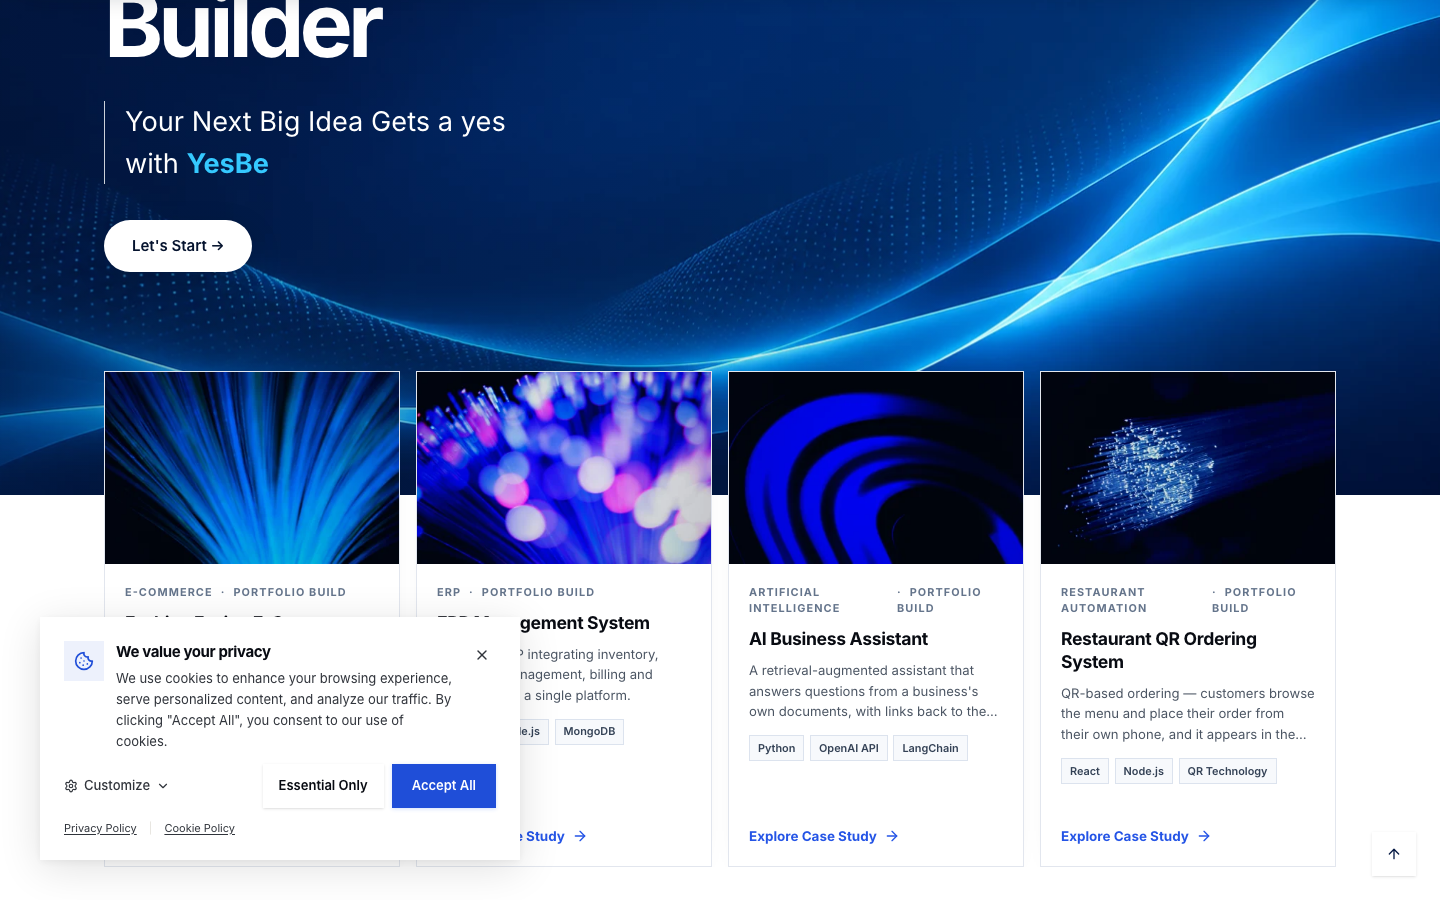 Builder
Your Next Big Idea Gets a yes
with YesBe
Let's Start →
E-COMMERCE · PORTFOLIO BUILD
ERP · PORTFOLIO BUILD
gement System
integrating inventory,
nagement, billing and
a single platform.
MongoDB
Study →
ARTIFICIAL INTELLIGENCE · PORTFOLIO BUILD
AI Business Assistant
A retrieval-augmented assistant that
answers questions from a business's
own documents, with links back to the...
Python
OpenAI API
LangChain
Explore Case Study →
RESTAURANT AUTOMATION · PORTFOLIO BUILD
Restaurant QR Ordering
System
QR-based ordering — customers browse
the menu and place their order from
their own phone, and it appears in the...
React
Node.js
QR Technology
Explore Case Study →
We value your privacy
We use cookies to enhance your browsing experience,
serve personalized content, and analyze our traffic. By
clicking "Accept All", you consent to our use of
cookies.
Customize
Essential Only
Accept All
Privacy Policy
Cookie Policy